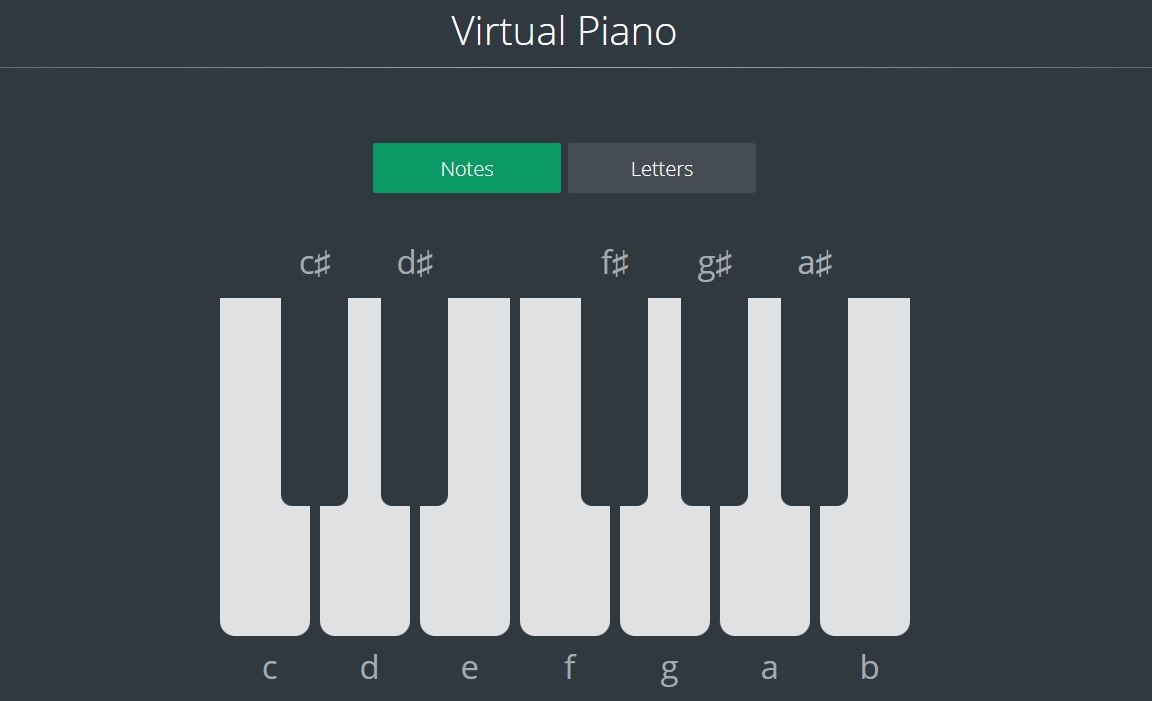 Virtual Piano
Notes Letters
c♯ d♯ f♯ g♯ a♯
c d e f g a b